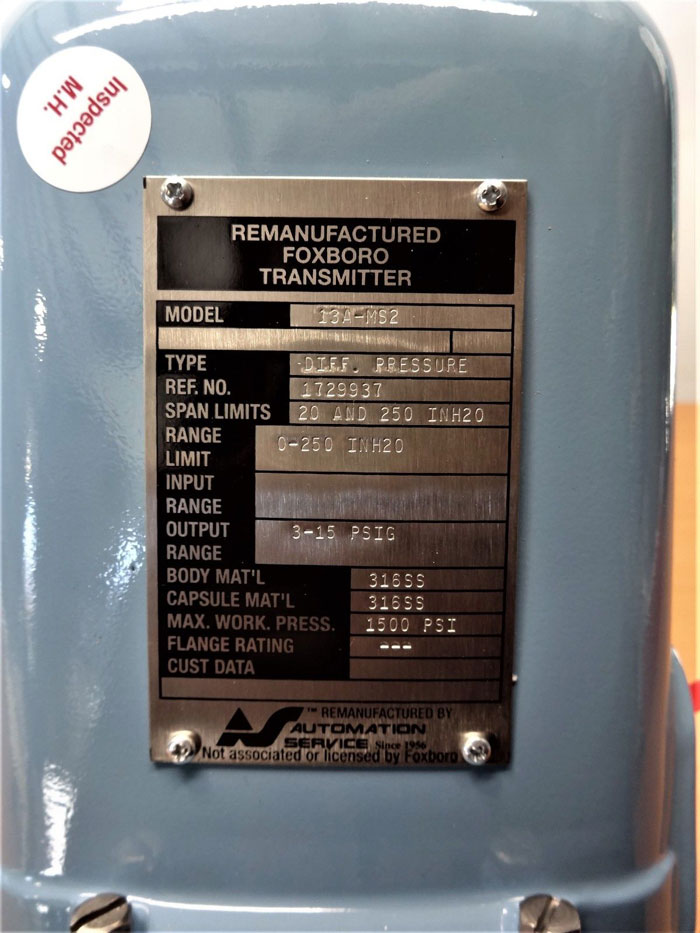 Inspected
M.H.
REMANUFACTURED
FOXBORO
TRANSMITTER
MODEL 13A-MS2
TYPE DIFF. PRESSURE
REF. NO. 1729937
SPAN LIMITS 20 AND 250 INH20
RANGE
LIMIT 0-250 INH20
INPUT
RANGE
OUTPUT
RANGE 3-15 PSIG
BODY MAT'L 316SS
CAPSULE MAT'L 316SS
MAX. WORK. PRESS. 1500 PSI
FLANGE RATING ---
CUST DATA
AS ™ REMANUFACTURED BY
AUTOMATION
SERVICE Since 1956
Not associated or licensed by Foxboro